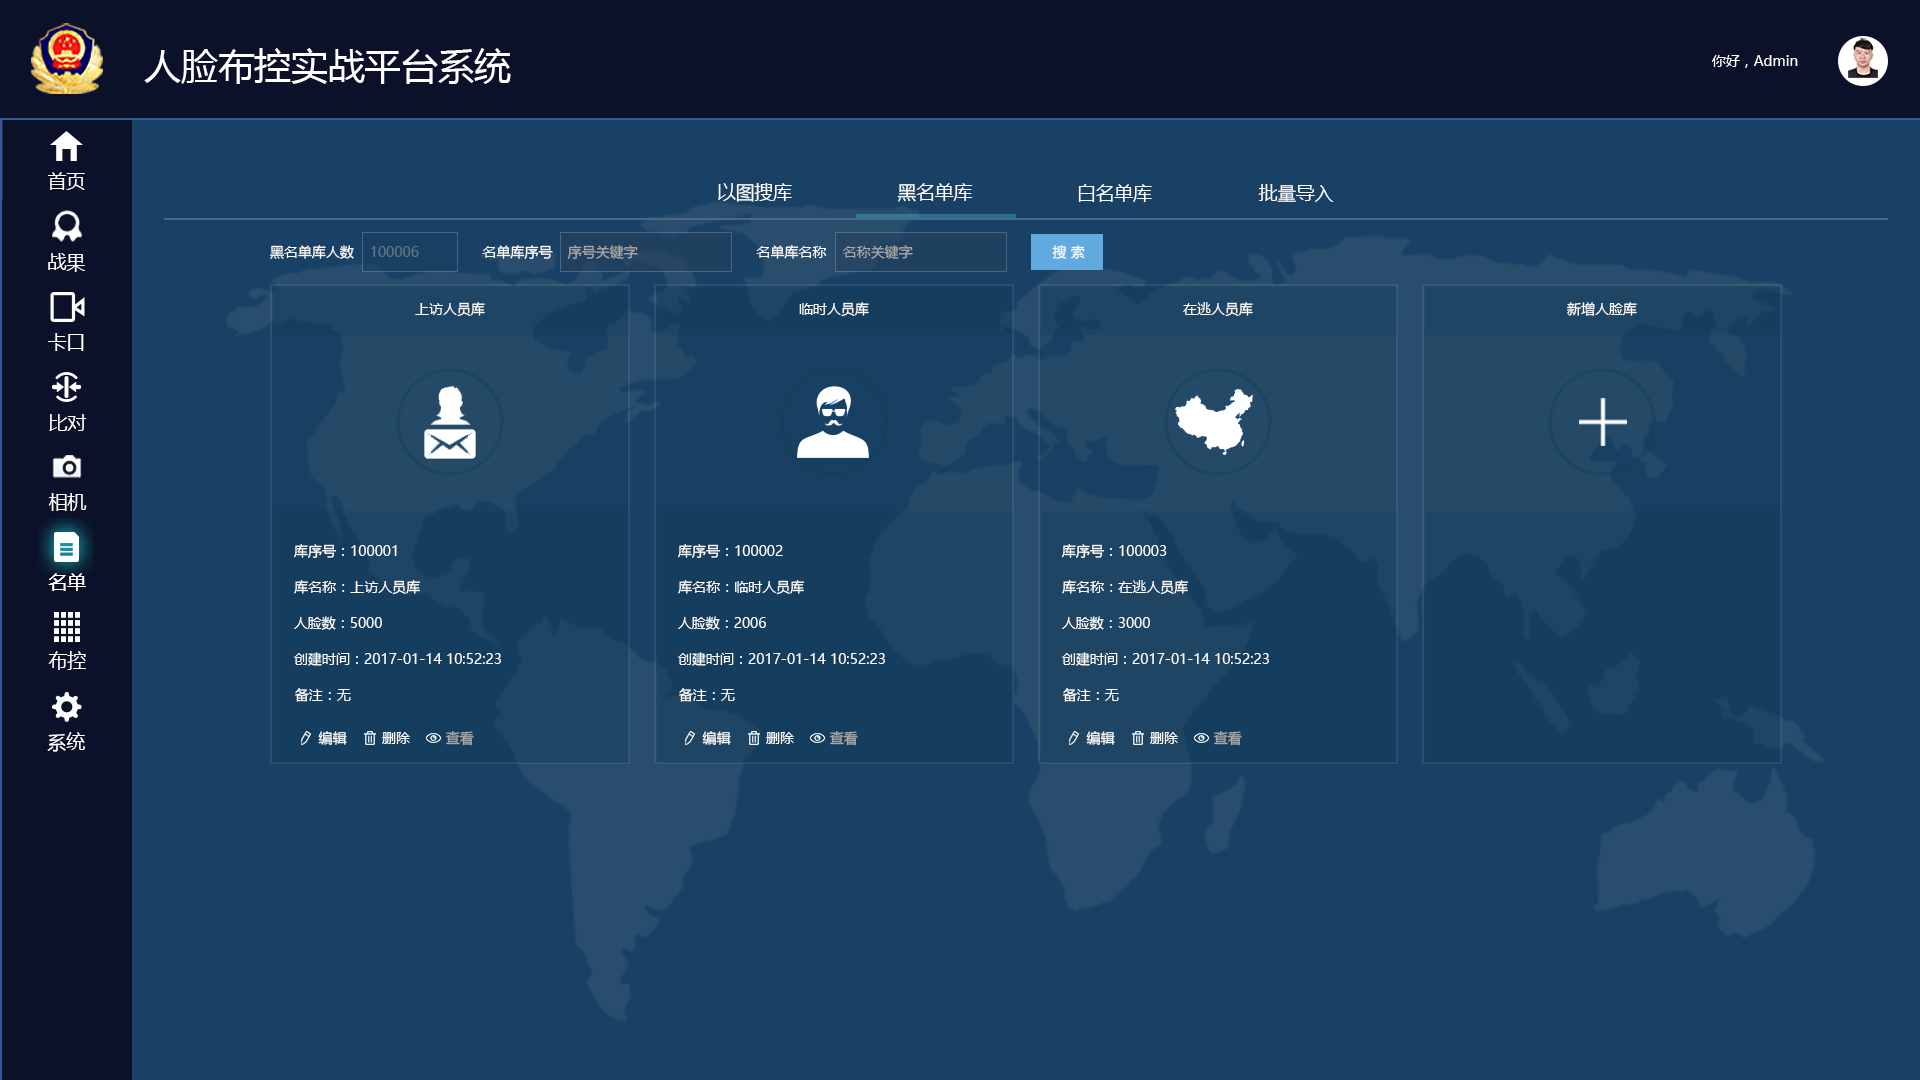 人脸布控实战平台系统
你好，Admin
首页
战果
卡口
比对
相机
名单
布控
系统
以图搜库
黑名单库
白名单库
批量导入
黑名单库人数 100006 名单库序号 序号关键字 名单库名称 名称关键字 搜 索
上访人员库
库序号：100001
库名称：上访人员库
人脸数：5000
创建时间：2017-01-14 10:52:23
备注：无
编辑 删除 查看
临时人员库
库序号：100002
库名称：临时人员库
人脸数：2006
创建时间：2017-01-14 10:52:23
备注：无
编辑 删除 查看
在逃人员库
库序号：100003
库名称：在逃人员库
人脸数：3000
创建时间：2017-01-14 10:52:23
备注：无
编辑 删除 查看
新增人脸库